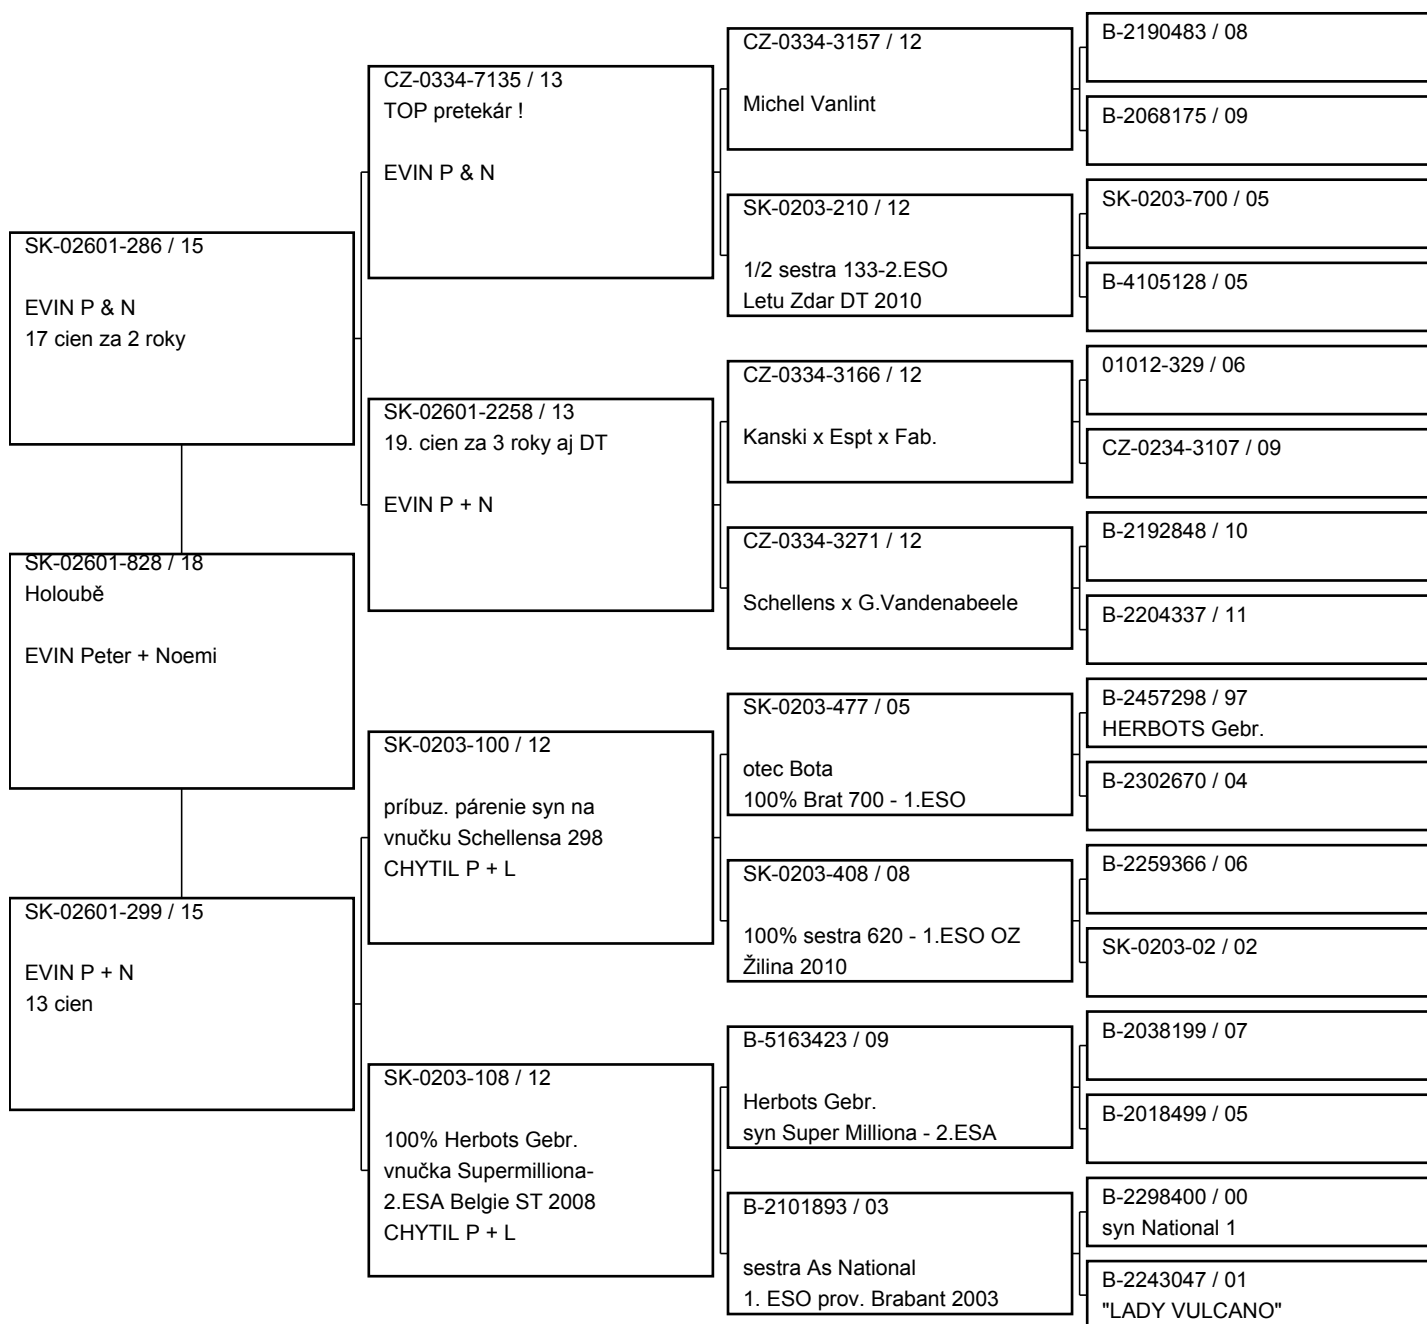 SK-02601-286 / 15
EVIN P & N
17 cien za 2 roky
SK-02601-828 / 18
Holoubě
EVIN Peter + Noemi
SK-02601-299 / 15
EVIN P + N
13 cien
CZ-0334-7135 / 13
TOP pretekár !
EVIN P & N
SK-02601-2258 / 13
19. cien za 3 roky aj DT
EVIN P + N
SK-0203-100 / 12
príbuz. párenie syn na
vnučku Schellensa 298
CHYTIL P + L
SK-0203-108 / 12
100% Herbots Gebr.
vnučka Supermilliona-
2.ESA Belgie ST 2008
CHYTIL P + L
CZ-0334-3157 / 12
Michel Vanlint
SK-0203-210 / 12
1/2 sestra 133-2.ESO
Letu Zdar DT 2010
CZ-0334-3166 / 12
Kanski x Espt x Fab.
CZ-0334-3271 / 12
Schellens x G.Vandenabeele
SK-0203-477 / 05
otec Bota
100% Brat 700 - 1.ESO
SK-0203-408 / 08
100% sestra 620 - 1.ESO OZ
Žilina 2010
B-5163423 / 09
Herbots Gebr.
syn Super Milliona - 2.ESA
B-2101893 / 03
sestra As National
1. ESO prov. Brabant 2003
B-2190483 / 08
B-2068175 / 09
SK-0203-700 / 05
B-4105128 / 05
01012-329 / 06
CZ-0234-3107 / 09
B-2192848 / 10
B-2204337 / 11
B-2457298 / 97
HERBOTS Gebr.
B-2302670 / 04
B-2259366 / 06
SK-0203-02 / 02
B-2038199 / 07
B-2018499 / 05
B-2298400 / 00
syn National 1
B-2243047 / 01
"LADY VULCANO"